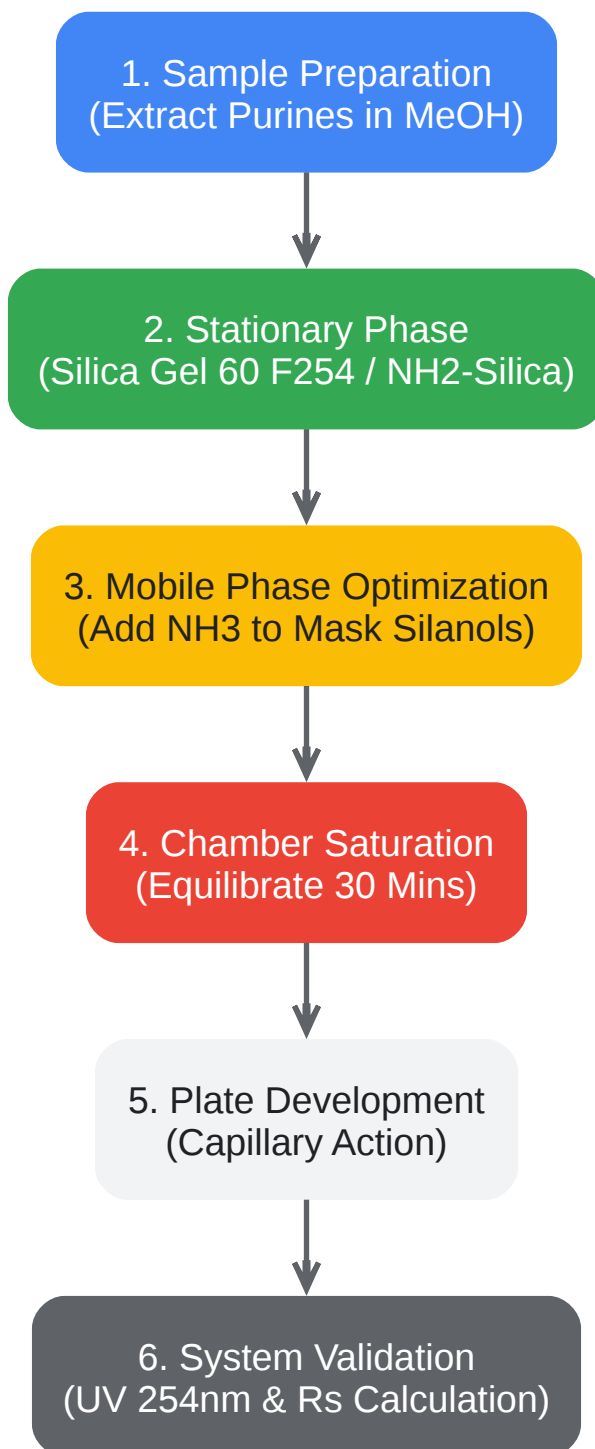 1. Sample Preparation
(Extract Purines in MeOH)
2. Stationary Phase
(Silica Gel 60 F254 / NH2-Silica)
3. Mobile Phase Optimization
(Add NH3 to Mask Silanols)
4. Chamber Saturation
(Equilibrate 30 Mins)
5. Plate Development
(Capillary Action)
6. System Validation
(UV 254nm & Rs Calculation)